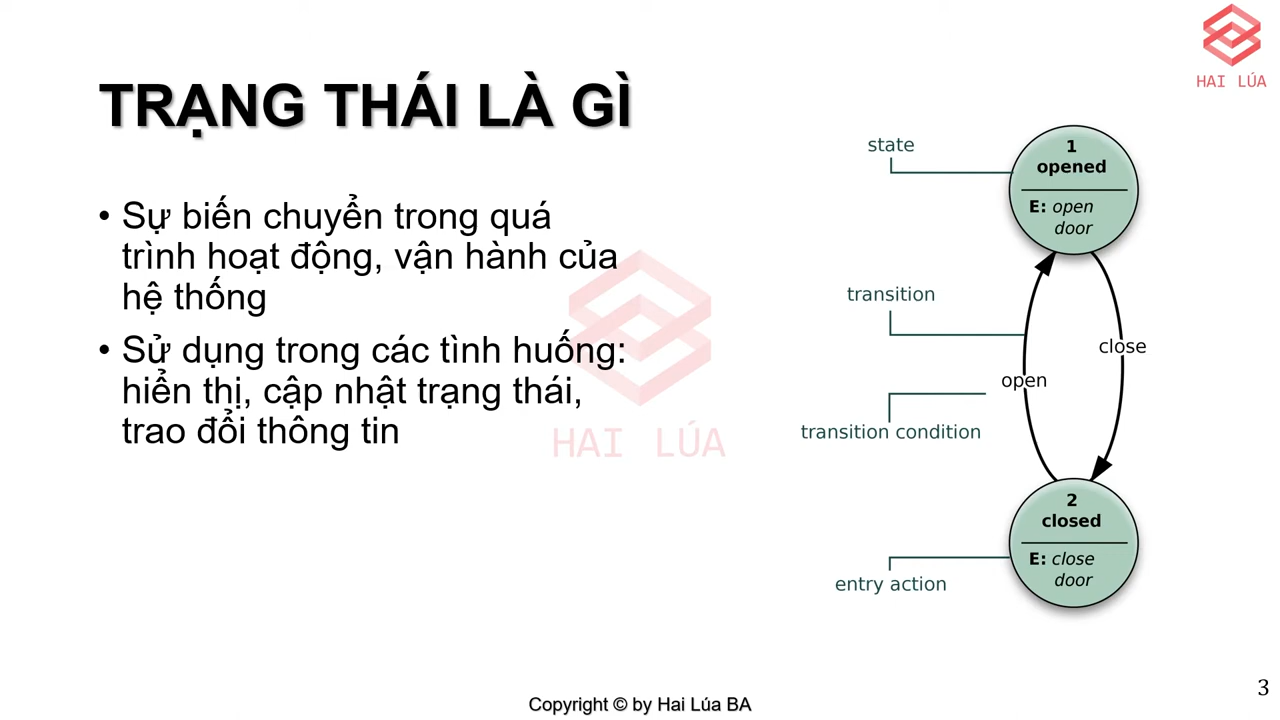 HAI LÚA
TRẠNG THÁI LÀ GÌ
• Sự biến chuyển trong quá
trình hoạt động, vận hành của
hệ thống
• Sử dụng trong các tình huống:
hiển thị, cập nhật trạng thái,
trao đổi thông tin
HAI LÚA
state
1
opened
E: open
door
transition
close
open
transition condition
2
closed
E: close
door
entry action
Copyright © by Hai Lúa BA
3